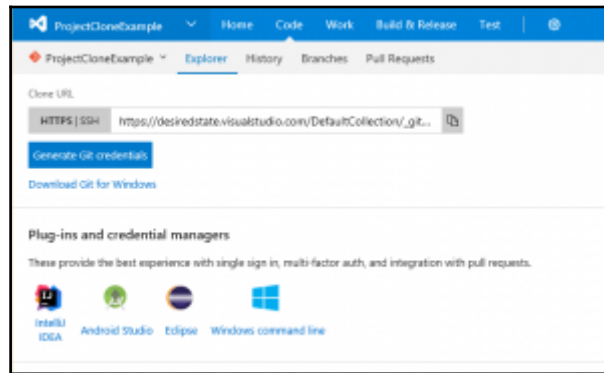 ProjectCloneExample Home Code Work Build & Release Test
ProjectCloneExample Explorer History Branches Pull Requests
Clone URL
HTTPS | SSH https://desiredstate.visualstudio.com/DefaultCollection/_git...
Generate Git credentials
Download Git for Windows
Plug-ins and credential managers
These provide the best experience with single sign in, multi-factor auth, and integration with pull requests.
IntelliJ
IDEA Android Studio Eclipse Windows command line